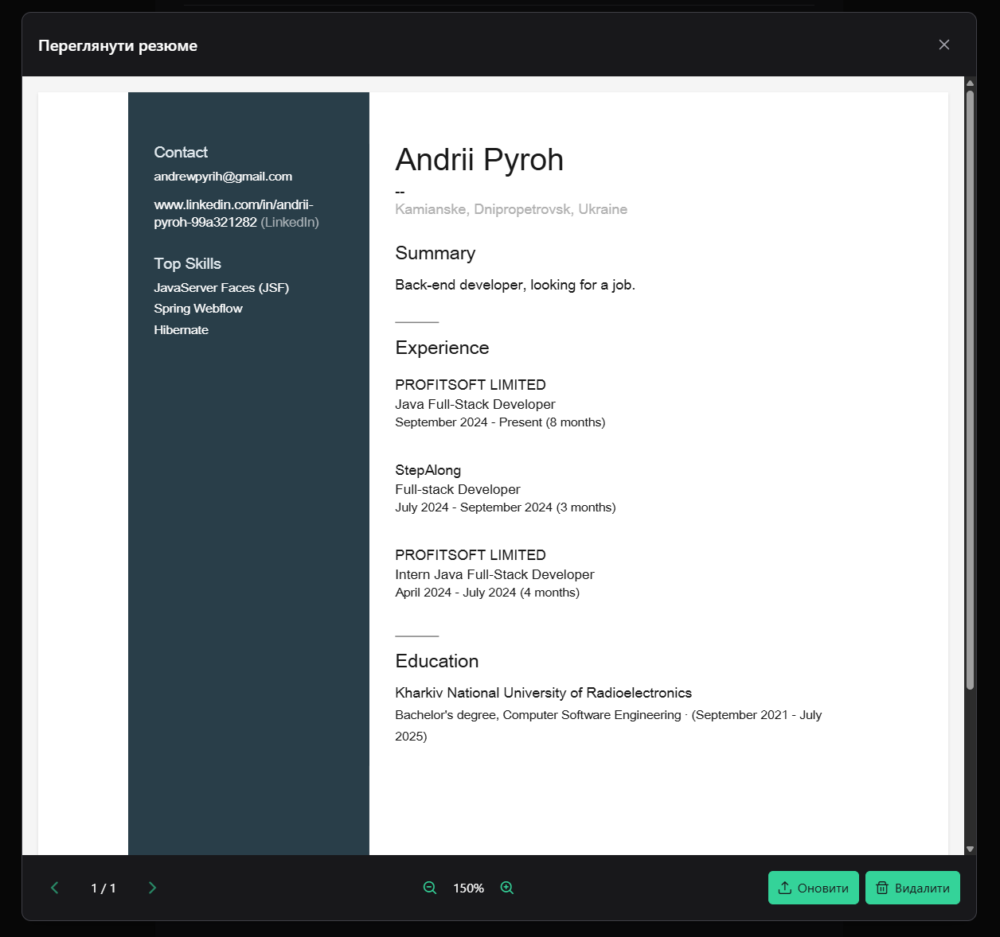 Переглянути резюме
Contact
andrewpyrih@gmail.com
www.linkedin.com/in/andrii-
pyroh-99a321282 (LinkedIn)
Top Skills
JavaServer Faces (JSF)
Spring Webflow
Hibernate
Andrii Pyroh
--
Kamianske, Dnipropetrovsk, Ukraine
Summary
Back-end developer, looking for a job.
Experience
PROFITSOFT LIMITED
Java Full-Stack Developer
September 2024 - Present (8 months)
StepAlong
Full-stack Developer
July 2024 - September 2024 (3 months)
PROFITSOFT LIMITED
Intern Java Full-Stack Developer
April 2024 - July 2024 (4 months)
Education
Kharkiv National University of Radioelectronics
Bachelor's degree, Computer Software Engineering · (September 2021 - July
2025)
1 / 1
150%
Оновити
Видалити